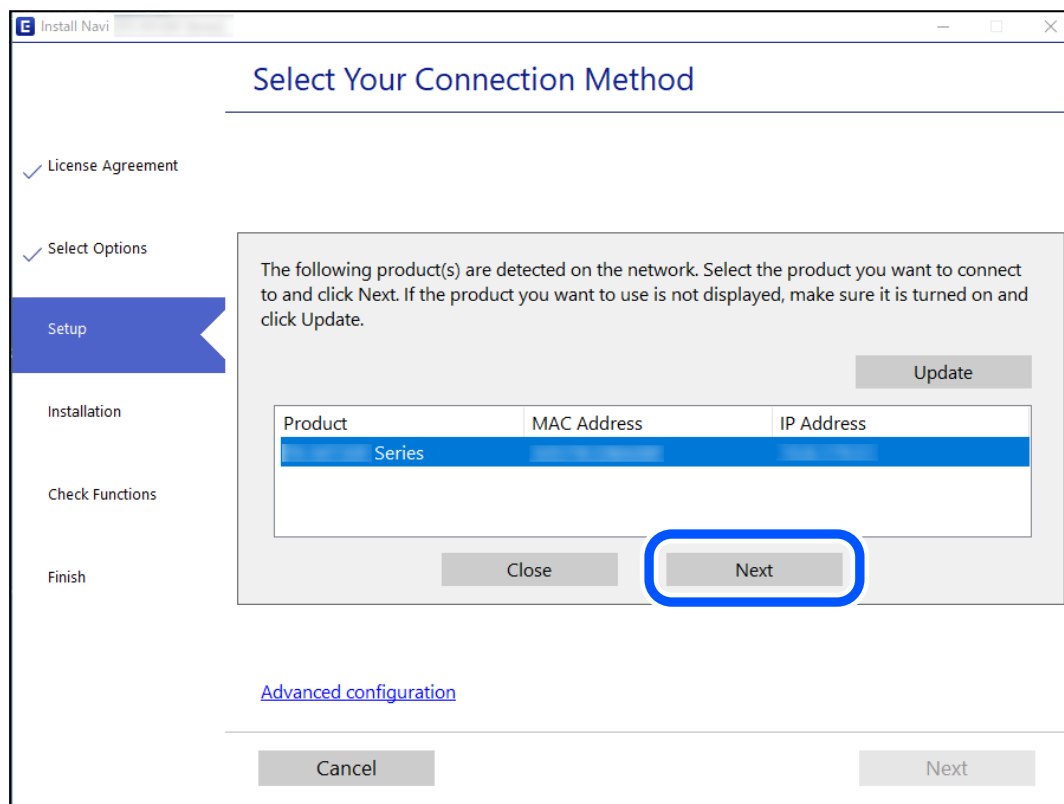 Install Navi
Select Your Connection Method
License Agreement
Select Options
Setup
Installation
Check Functions
Finish
The following product(s) are detected on the network. Select the product you want to connect
to and click Next. If the product you want to use is not displayed, make sure it is turned on and
click Update.
Update
Product MAC Address IP Address
Series
Close Next
Advanced configuration
Cancel Next